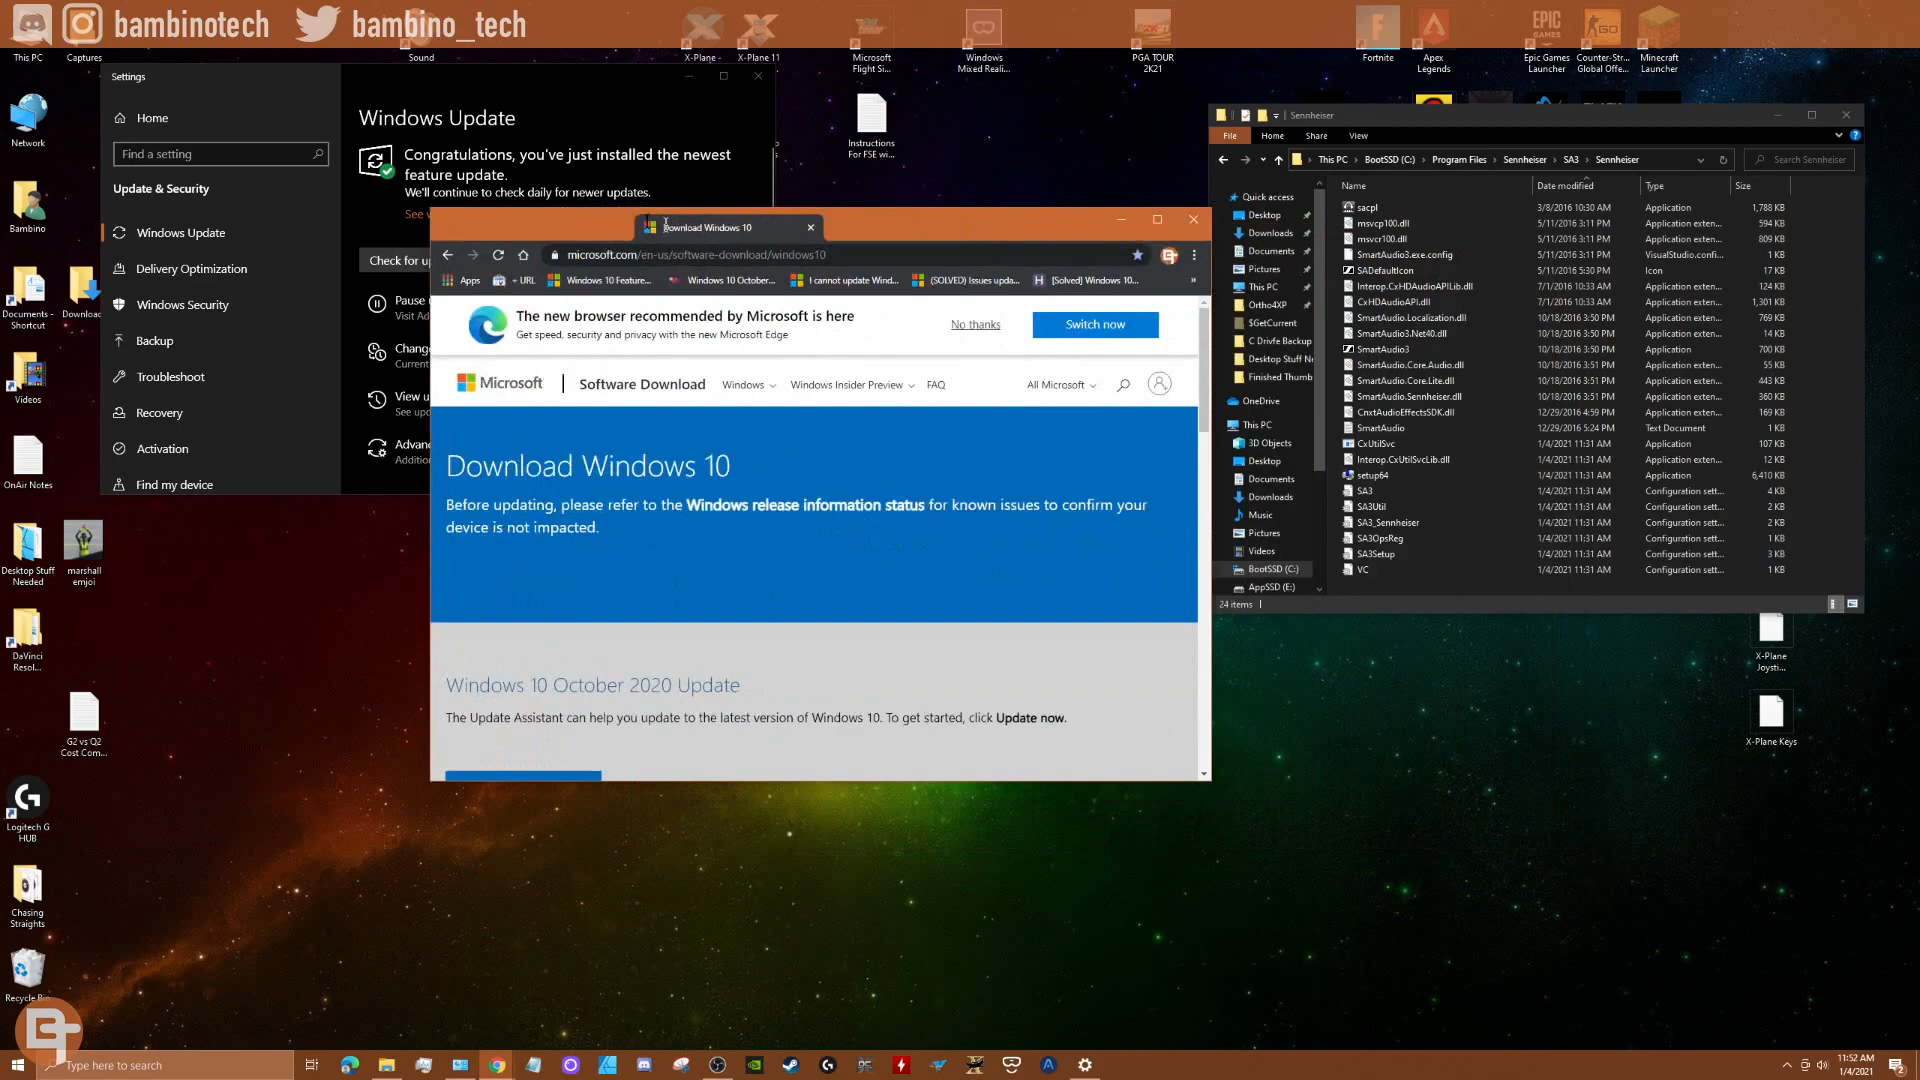 bambinotech
bambino_tech
This PC
Captures
Sound
X-Plane -
X-Plane 11
Microsoft
Flight Si...
Windows
Mixed Reali...
PGA TOUR
2K21
Fortnite
Apex
Legends
EPIC
GAMES
Epic Games
Launcher
GO
Counter-Str...
Global Offe...
Minecraft
Launcher
Network
Bambino
Documents -
Shortcut
Download
Videos
OnAir Notes
Desktop Stuff
Needed
marshall
emjoi
DaVinci
Resol...
G2 vs Q2
Cost Com...
Logitech G
HUB
Chasing
Straights
Recycle Bin
Instructions
For FSE wi...
X-Plane
Joysti...
X-Plane Keys
Settings
Home
Find a setting
Update & Security
Windows Update
Delivery Optimization
Windows Security
Backup
Troubleshoot
Recovery
Activation
Find my device
Windows Update
Congratulations, you've just installed the newest
feature update.
We'll continue to check daily for newer updates.
See w
Check for up
Pause
Visit Ad
Change
Current
View u
See upd
Advanc
Addition
Download Windows 10
microsoft.com/en-us/software-download/windows10
Apps
+ URL
Windows 10 Feature...
Windows 10 October...
I cannot update Wind...
(SOLVED) Issues upda...
[Solved] Windows 10...
The new browser recommended by Microsoft is here
Get speed, security and privacy with the new Microsoft Edge
No thanks
Switch now
Microsoft
Software Download
Windows
Windows Insider Preview
FAQ
All Microsoft
Download Windows 10
Before updating, please refer to the Windows release information status for known issues to confirm your
device is not impacted.
Windows 10 October 2020 Update
The Update Assistant can help you update to the latest version of Windows 10. To get started, click Update now.
Sennheiser
File
Home
Share
View
This PC
BootSSD (C:)
Program Files
Sennheiser
SA3
Sennheiser
Search Sennheiser
Quick access
Desktop
Downloads
Documents
Pictures
This PC
Ortho4XP
$GetCurrent
C Drivfe Backup
Desktop Stuff Ne
Finished Thumb
OneDrive
This PC
3D Objects
Desktop
Documents
Downloads
Music
Pictures
Videos
BootSSD (C:)
AppSSD (E:)
Name Date modified Type Size
sacpl 3/8/2016 10:30 AM Application 1,788 KB
msvcp100.dll 5/11/2016 3:11 PM Application exten... 594 KB
msvcr100.dll 5/11/2016 3:11 PM Application exten... 809 KB
SmartAudio3.exe.config 5/11/2016 3:11 PM VisualStudio.confi... 1 KB
SADefaultIcon 5/11/2016 5:30 PM Icon 17 KB
Interop.CxHDAudioAPILib.dll 7/1/2016 10:33 AM Application exten... 124 KB
CxHDAudioAPI.dll 7/1/2016 10:33 AM Application exten... 1,301 KB
SmartAudio.Localization.dll 10/18/2016 3:50 PM Application exten... 769 KB
SmartAudio3.Net40.dll 10/18/2016 3:50 PM Application exten... 14 KB
SmartAudio3 10/18/2016 3:50 PM Application 700 KB
SmartAudio.Core.Audio.dll 10/18/2016 3:51 PM Application exten... 55 KB
SmartAudio.Core.Lite.dll 10/18/2016 3:51 PM Application exten... 443 KB
SmartAudio.Sennheiser.dll 10/18/2016 3:51 PM Application exten... 360 KB
CnxtAudioEffectsSDK.dll 12/29/2016 4:59 PM Application exten... 169 KB
SmartAudio 12/29/2016 5:24 PM Text Document 1 KB
CxUtilSvc 1/4/2021 11:31 AM Application 107 KB
Interop.CxUtilSvcLib.dll 1/4/2021 11:31 AM Application exten... 12 KB
setup64 1/4/2021 11:31 AM Application 6,410 KB
SA3 1/4/2021 11:31 AM Configuration sett... 4 KB
SA3Util 1/4/2021 11:31 AM Configuration sett... 2 KB
SA3_Sennheiser 1/4/2021 11:31 AM Configuration sett... 2 KB
SA3OpsReg 1/4/2021 11:31 AM Configuration sett... 1 KB
SA3Setup 1/4/2021 11:31 AM Configuration sett... 3 KB
VC 1/4/2021 11:31 AM Configuration sett... 1 KB
24 items
Type here to search
11:52 AM
1/4/2021